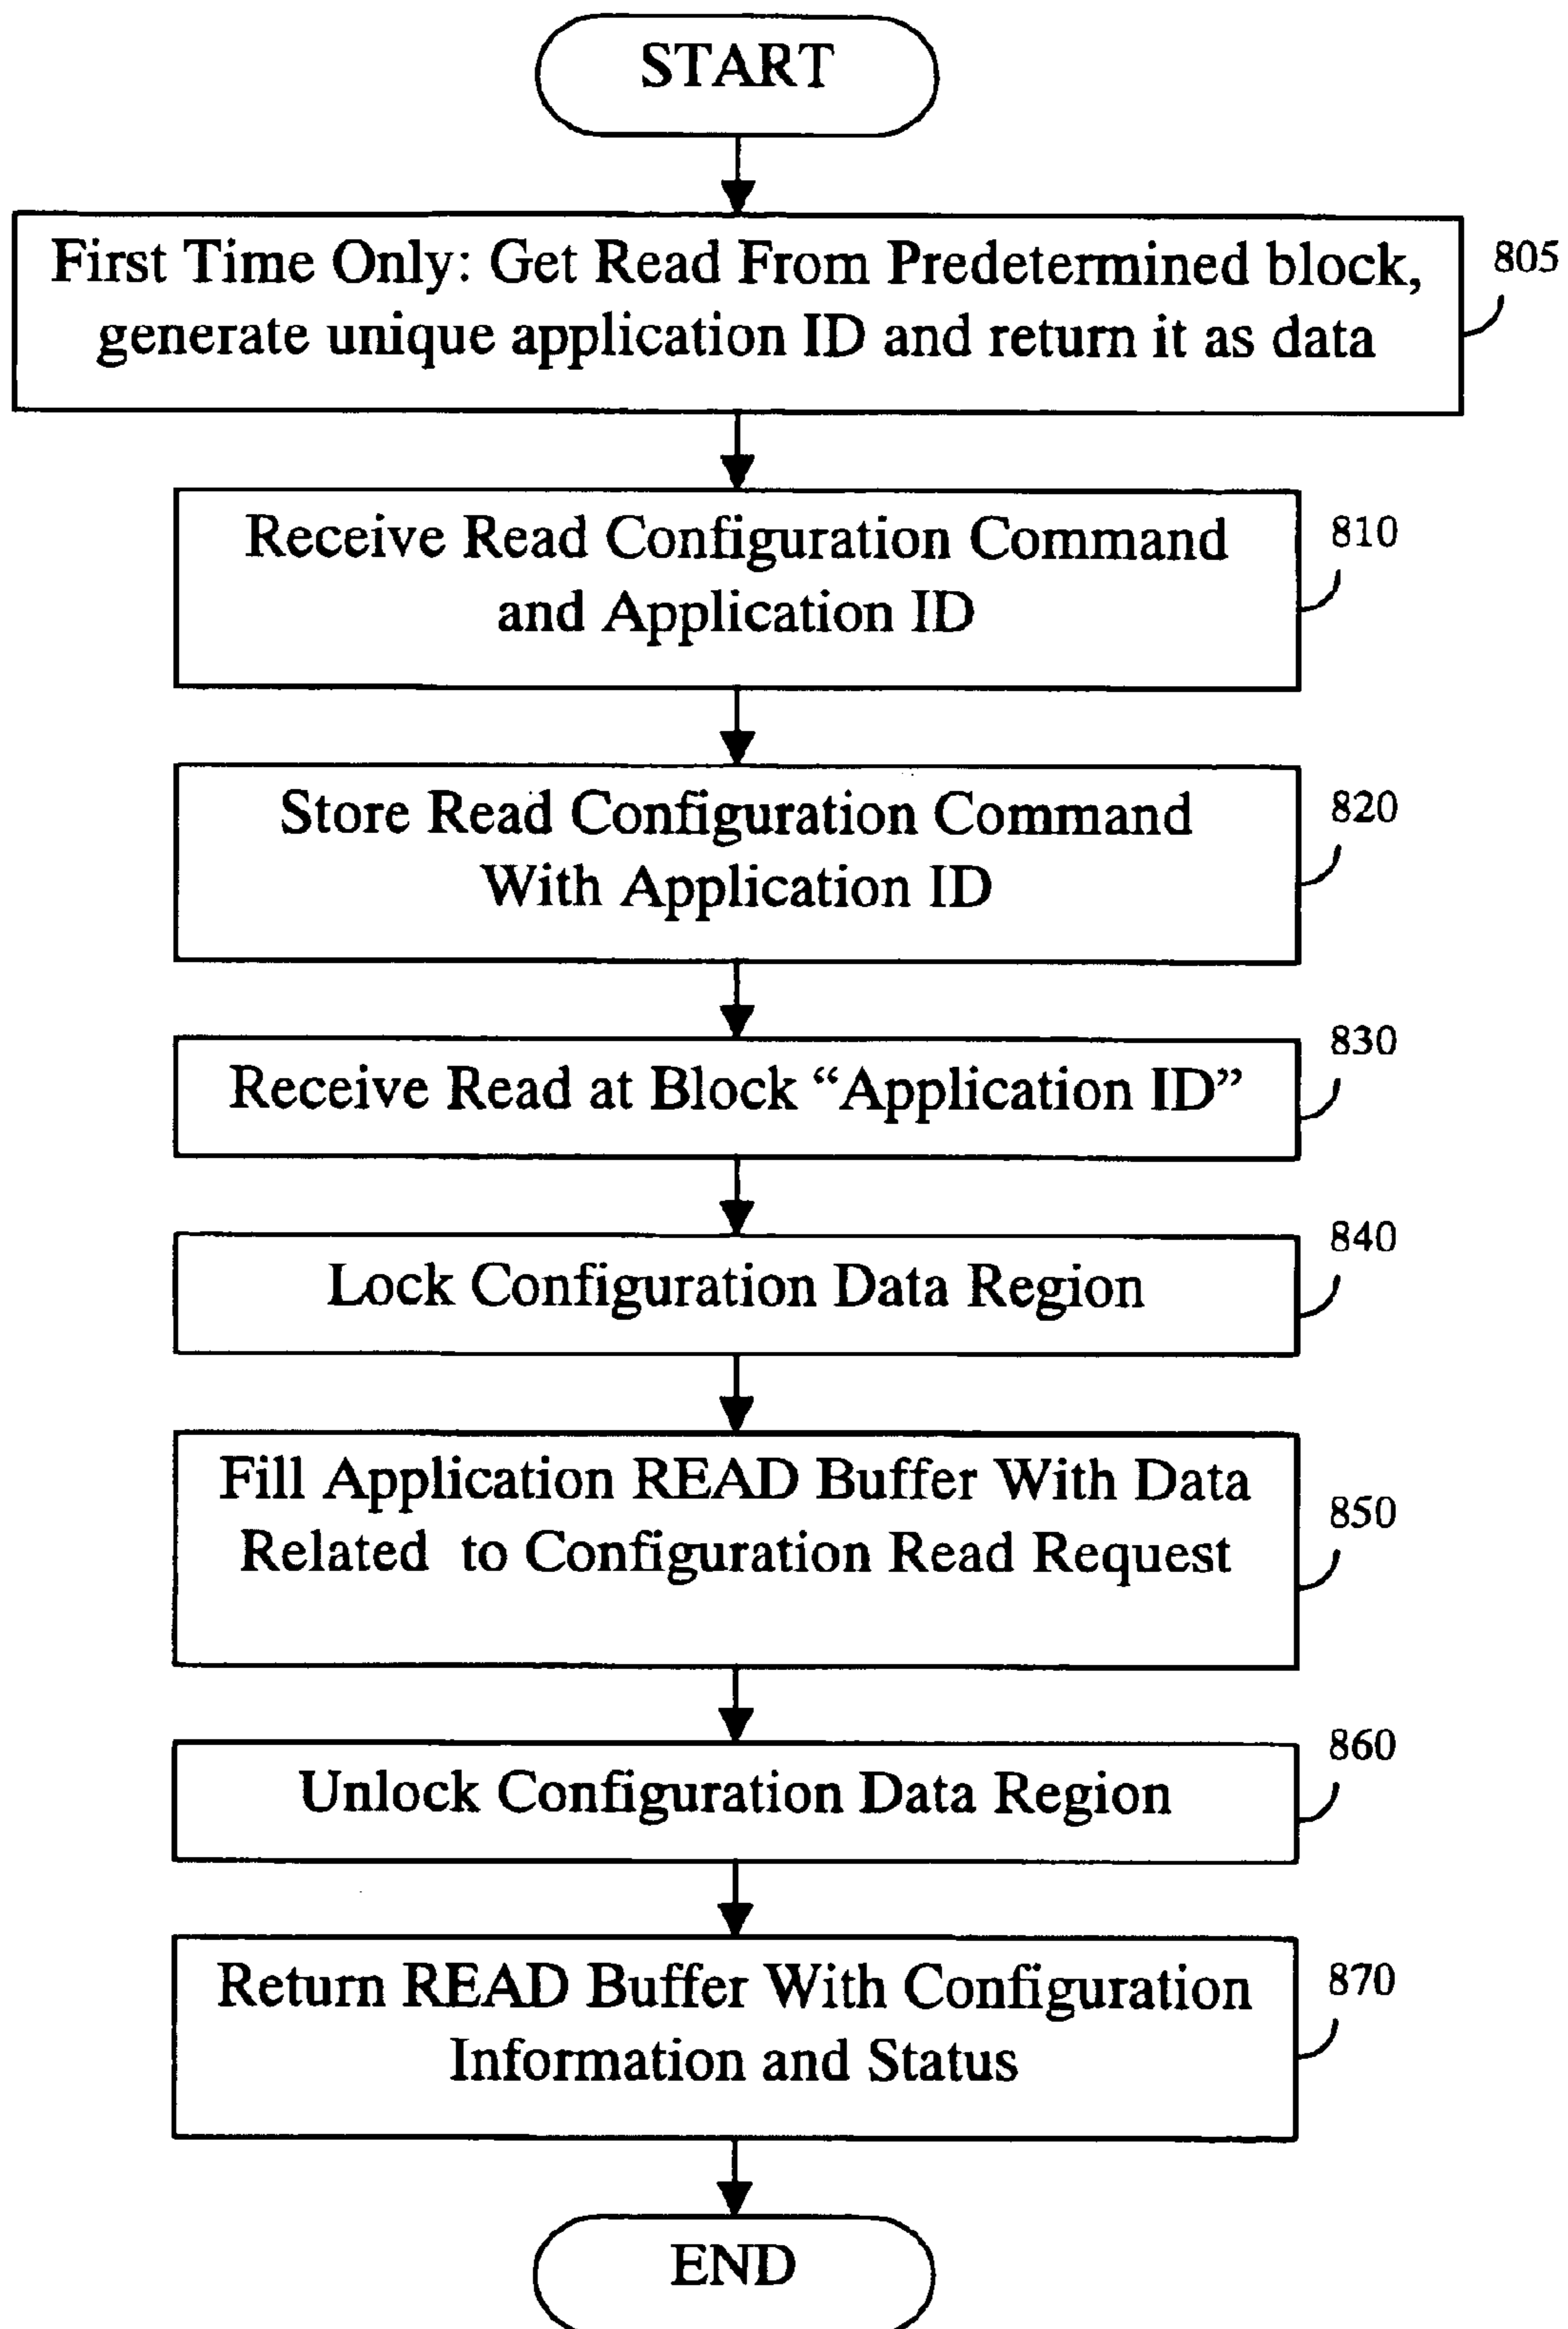 START
First Time Only: Get Read From Predetermined block,
generate unique application ID and return it as data
805
Receive Read Configuration Command
and Application ID
810
Store Read Configuration Command
With Application ID
820
Receive Read at Block “Application ID”
830
Lock Configuration Data Region
840
Fill Application READ Buffer With Data
Related to Configuration Read Request
850
Unlock Configuration Data Region
860
Return READ Buffer With Configuration
Information and Status
870
END